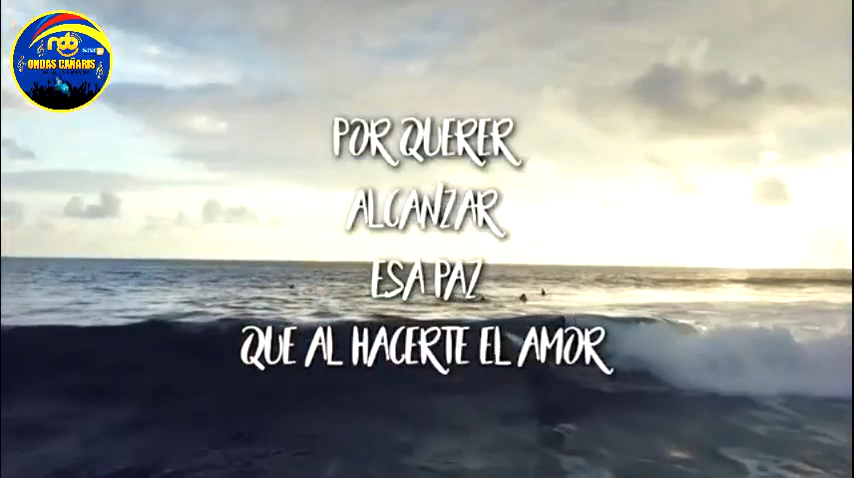 ONDAS CAÑARIS
POR QUERER
ALCANZAR
ESA PAZ
QUE AL HACERTE EL AMOR